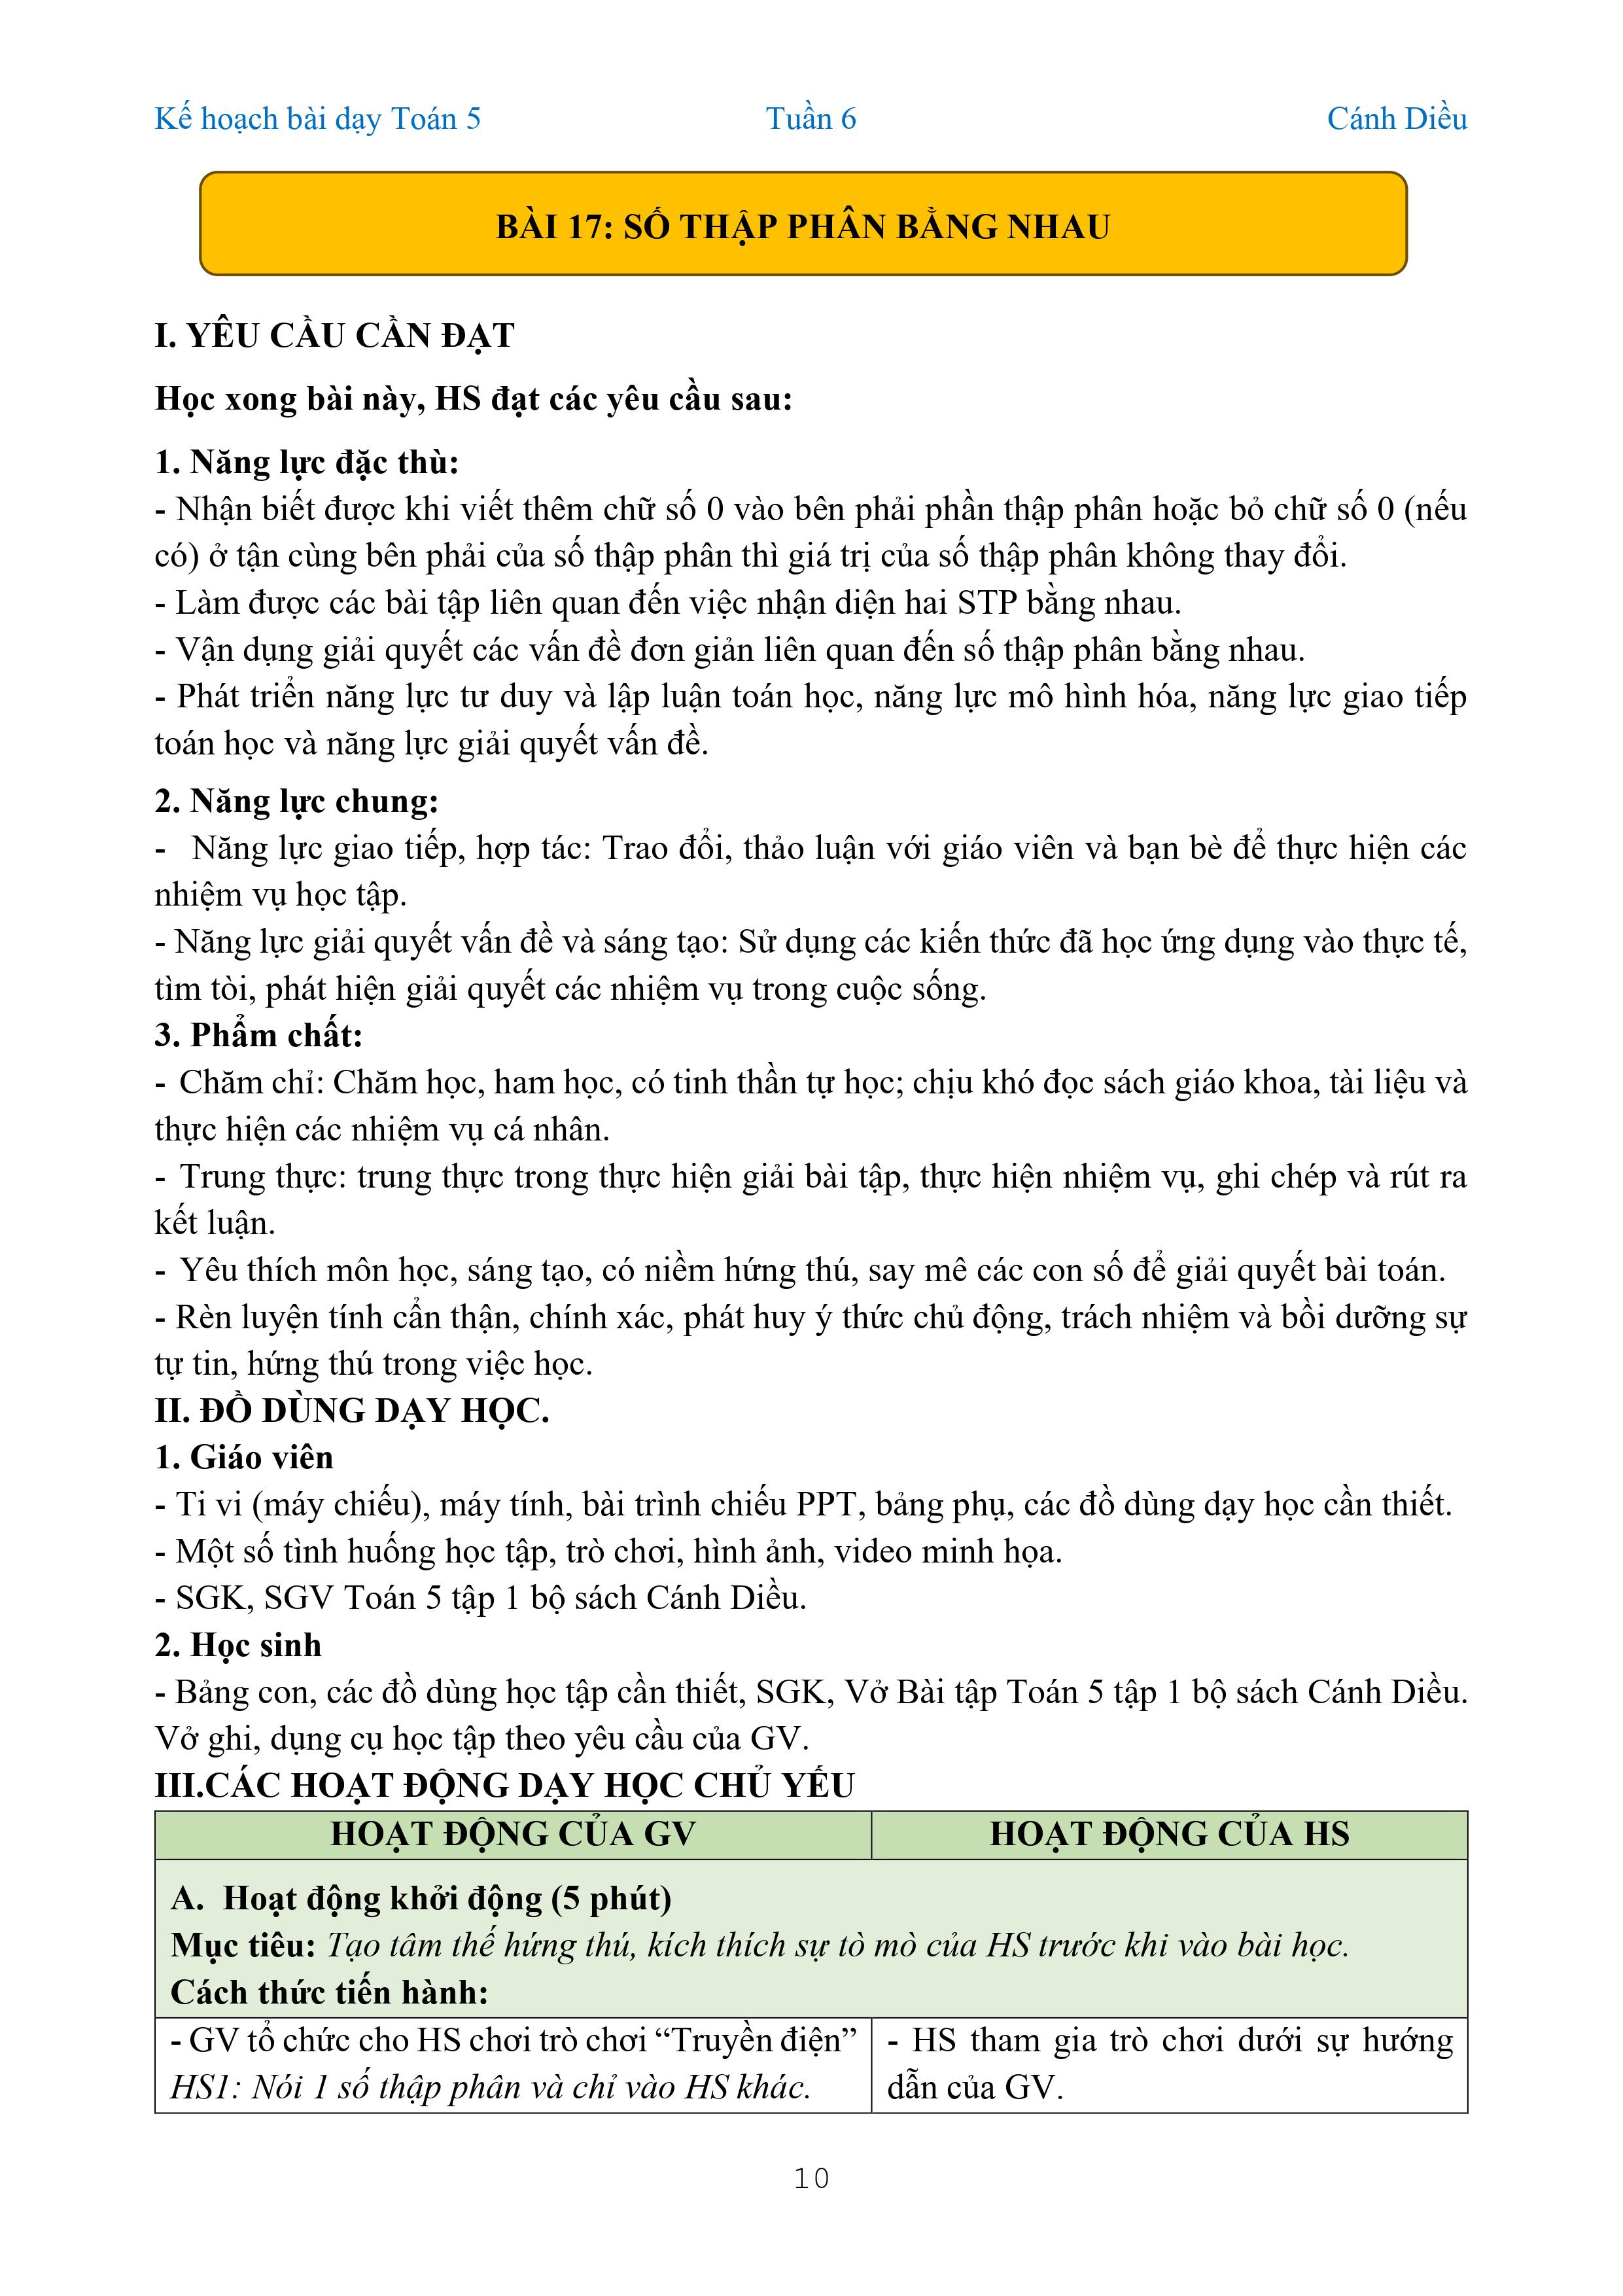 Kế hoạch bài dạy Toán 5 Tuần 6 Cánh Diều
BÀI 17: SỐ THẬP PHÂN BẰNG NHAU
I. YÊU CẦU CẦN ĐẠT
Học xong bài này, HS đạt các yêu cầu sau:
1. Năng lực đặc thù:
- Nhận biết được khi viết thêm chữ số 0 vào bên phải phần thập phân hoặc bỏ chữ số 0 (nếu
có) ở tận cùng bên phải của số thập phân thì giá trị của số thập phân không thay đổi.
- Làm được các bài tập liên quan đến việc nhận diện hai STP bằng nhau.
- Vận dụng giải quyết các vấn đề đơn giản liên quan đến số thập phân bằng nhau.
- Phát triển năng lực tư duy và lập luận toán học, năng lực mô hình hóa, năng lực giao tiếp
toán học và năng lực giải quyết vấn đề.
2. Năng lực chung:
- Năng lực giao tiếp, hợp tác: Trao đổi, thảo luận với giáo viên và bạn bè để thực hiện các
nhiệm vụ học tập.
- Năng lực giải quyết vấn đề và sáng tạo: Sử dụng các kiến thức đã học ứng dụng vào thực tế,
tìm tòi, phát hiện giải quyết các nhiệm vụ trong cuộc sống.
3. Phẩm chất:
- Chăm chỉ: Chăm học, ham học, có tinh thần tự học; chịu khó đọc sách giáo khoa, tài liệu và
thực hiện các nhiệm vụ cá nhân.
- Trung thực: trung thực trong thực hiện giải bài tập, thực hiện nhiệm vụ, ghi chép và rút ra
kết luận.
- Yêu thích môn học, sáng tạo, có niềm hứng thú, say mê các con số để giải quyết bài toán.
- Rèn luyện tính cẩn thận, chính xác, phát huy ý thức chủ động, trách nhiệm và bồi dưỡng sự
tự tin, hứng thú trong việc học.
II. ĐỒ DÙNG DẠY HỌC.
1. Giáo viên
- Ti vi (máy chiếu), máy tính, bài trình chiếu PPT, bảng phụ, các đồ dùng dạy học cần thiết.
- Một số tình huống học tập, trò chơi, hình ảnh, video minh họa.
- SGK, SGV Toán 5 tập 1 bộ sách Cánh Diều.
2. Học sinh
- Bảng con, các đồ dùng học tập cần thiết, SGK, Vở Bài tập Toán 5 tập 1 bộ sách Cánh Diều.
Vở ghi, dụng cụ học tập theo yêu cầu của GV.
III.CÁC HOẠT ĐỘNG DẠY HỌC CHỦ YẾU
HOẠT ĐỘNG CỦA GV HOẠT ĐỘNG CỦA HS
A. Hoạt động khởi động (5 phút)
Mục tiêu: Tạo tâm thế hứng thú, kích thích sự tò mò của HS trước khi vào bài học.
Cách thức tiến hành:
- GV tổ chức cho HS chơi trò chơi “Truyền điện”
HS1: Nói 1 số thập phân và chỉ vào HS khác.
- HS tham gia trò chơi dưới sự hướng
dẫn của GV.
10